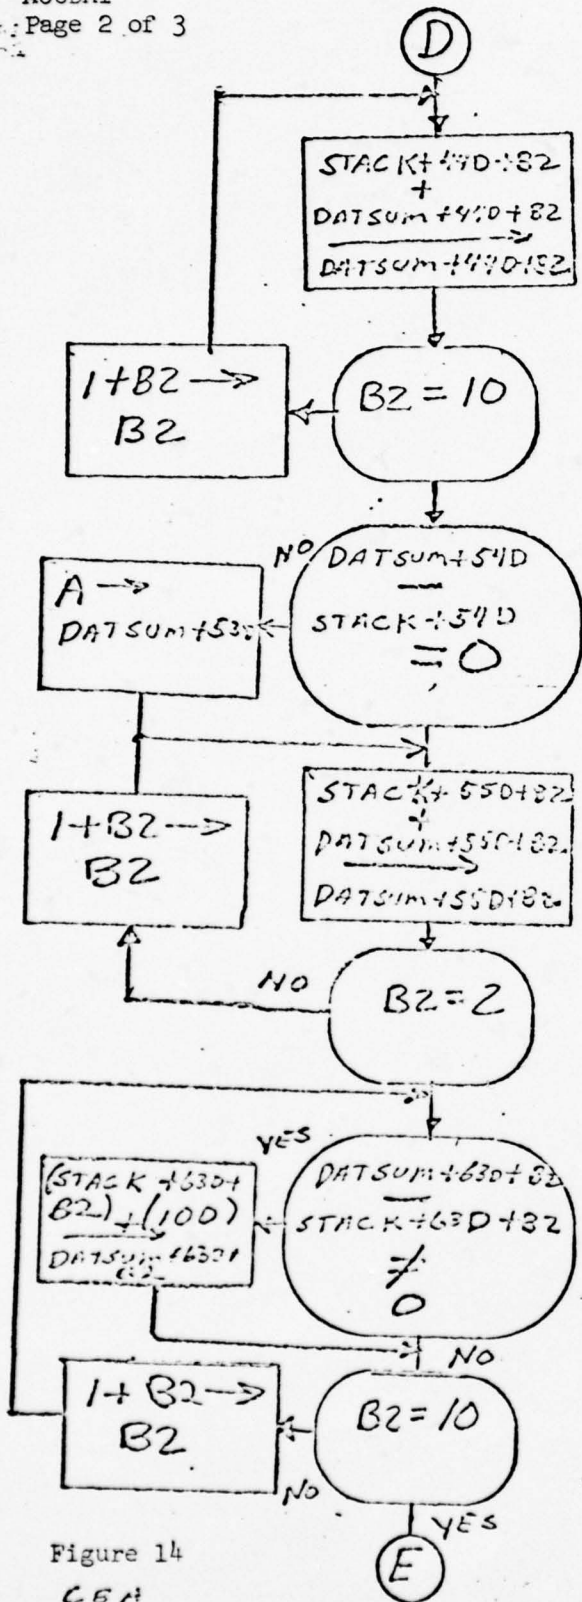 Page 2 of 3
D
STACK+49D+B2
+
DATSUM+49D+B2
DATSUM+49D+B2
1+B2→
B2
B2=10
NO
DATSUM+54D
—
STACK+54D
=0
A→
STACK+55D+B2
+
DATSUM+55D+B2
DATSUM+55D+B2
1+B2→
B2
NO
B2=2
YES
DATSUM+63D+B2
—
STACK+63D+B2
≠
0
(STACK+63D+
B2)+(10D)
DATSUM+63D+
B2
NO
1+B2→
B2
B2=10
NO
YES
Figure 14
E